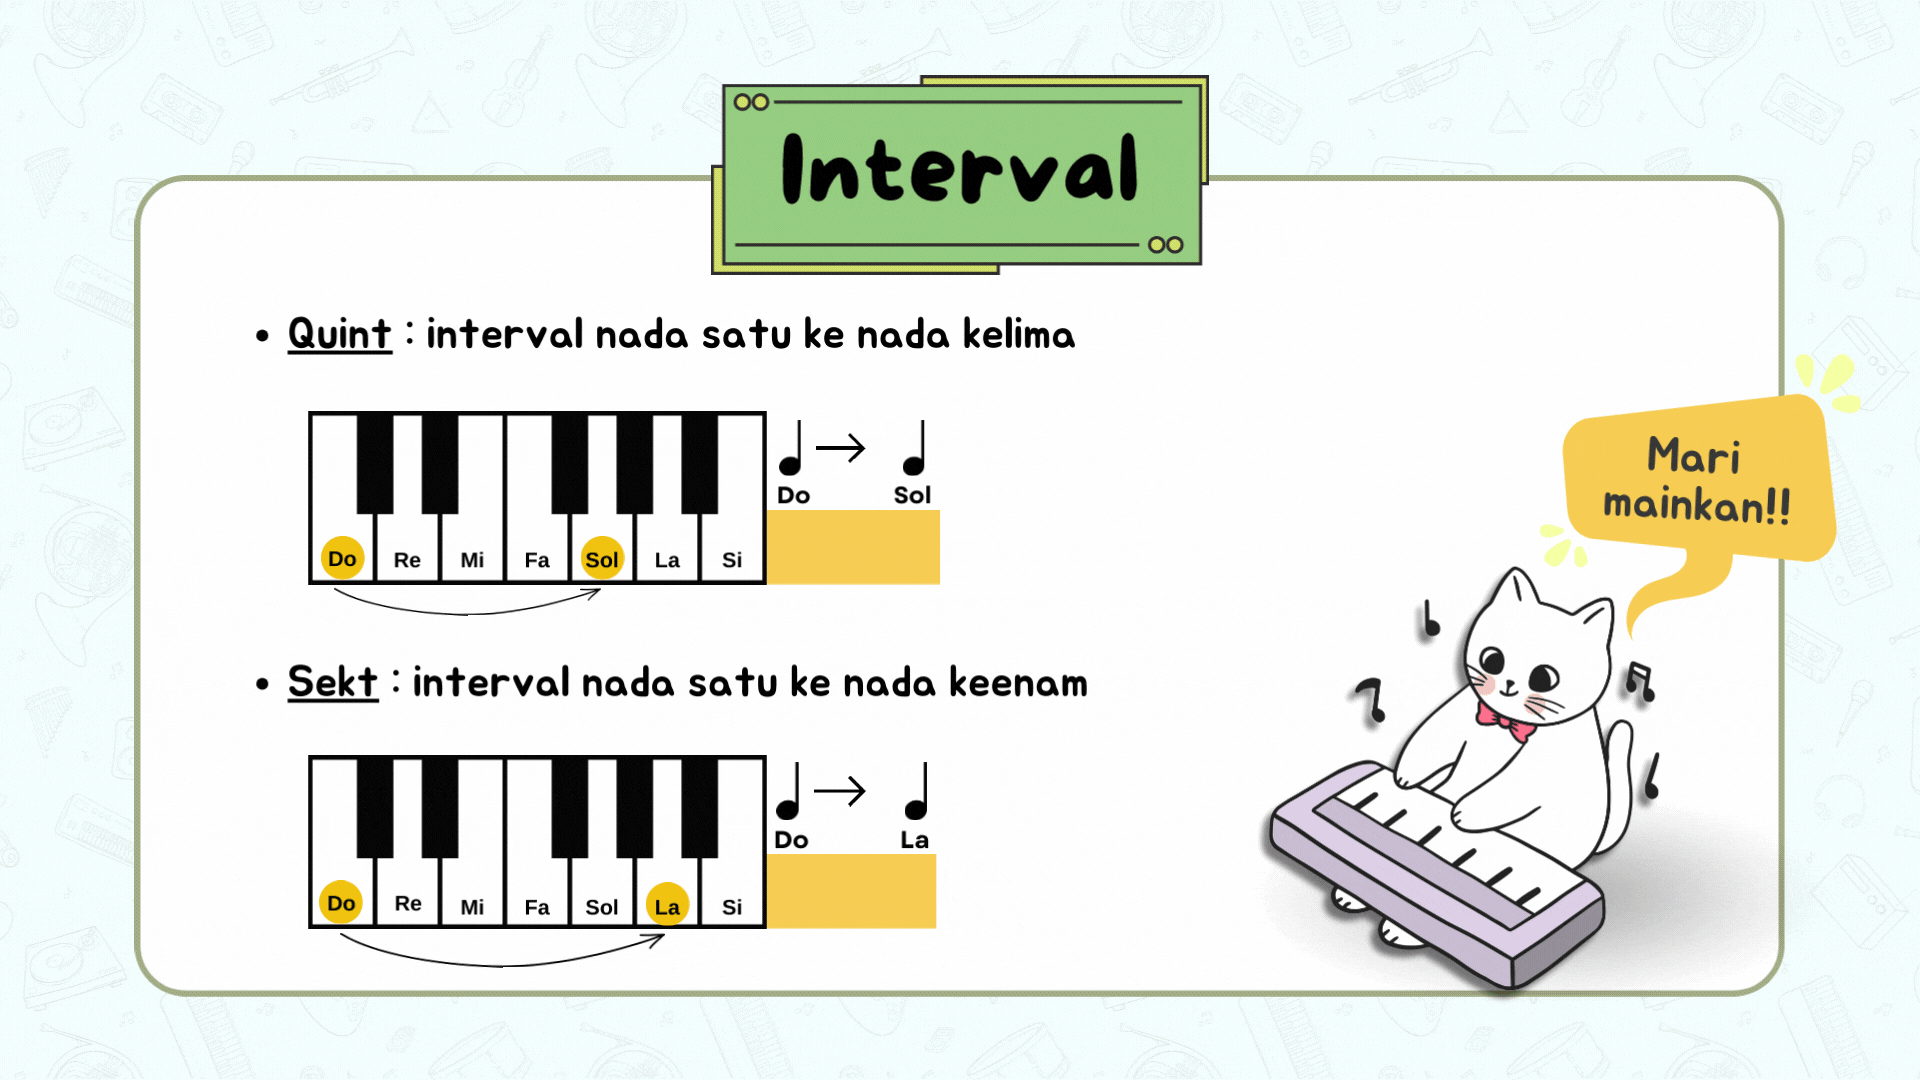 Interval
• Quint : interval nada satu ke nada kelima
Do Re Mi Fa Sol La Si
Do Sol
• Sekt : interval nada satu ke nada keenam
Do Re Mi Fa Sol La Si
Do La
Mari
mainkan!!